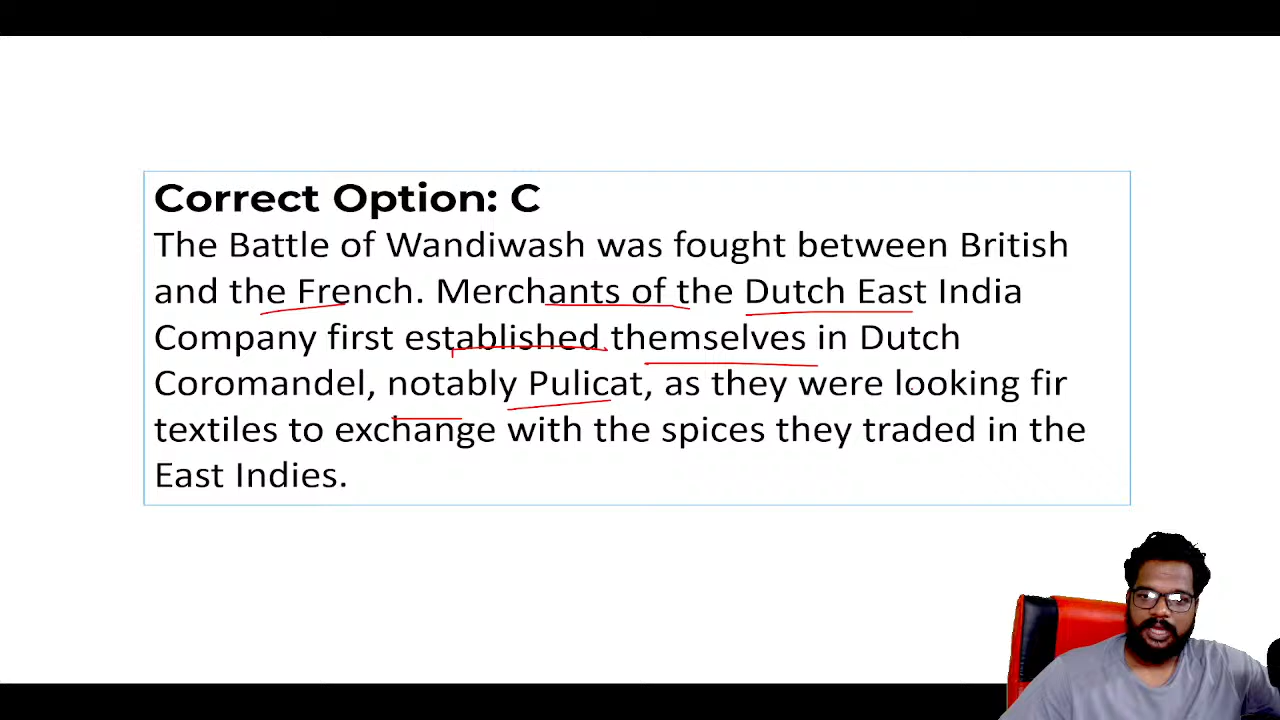 Correct Option: C
The Battle of Wandiwash was fought between British
and the French. Merchants of the Dutch East India
Company first established themselves in Dutch
Coromandel, notably Pulicat, as they were looking fir
textiles to exchange with the spices they traded in the
East Indies.